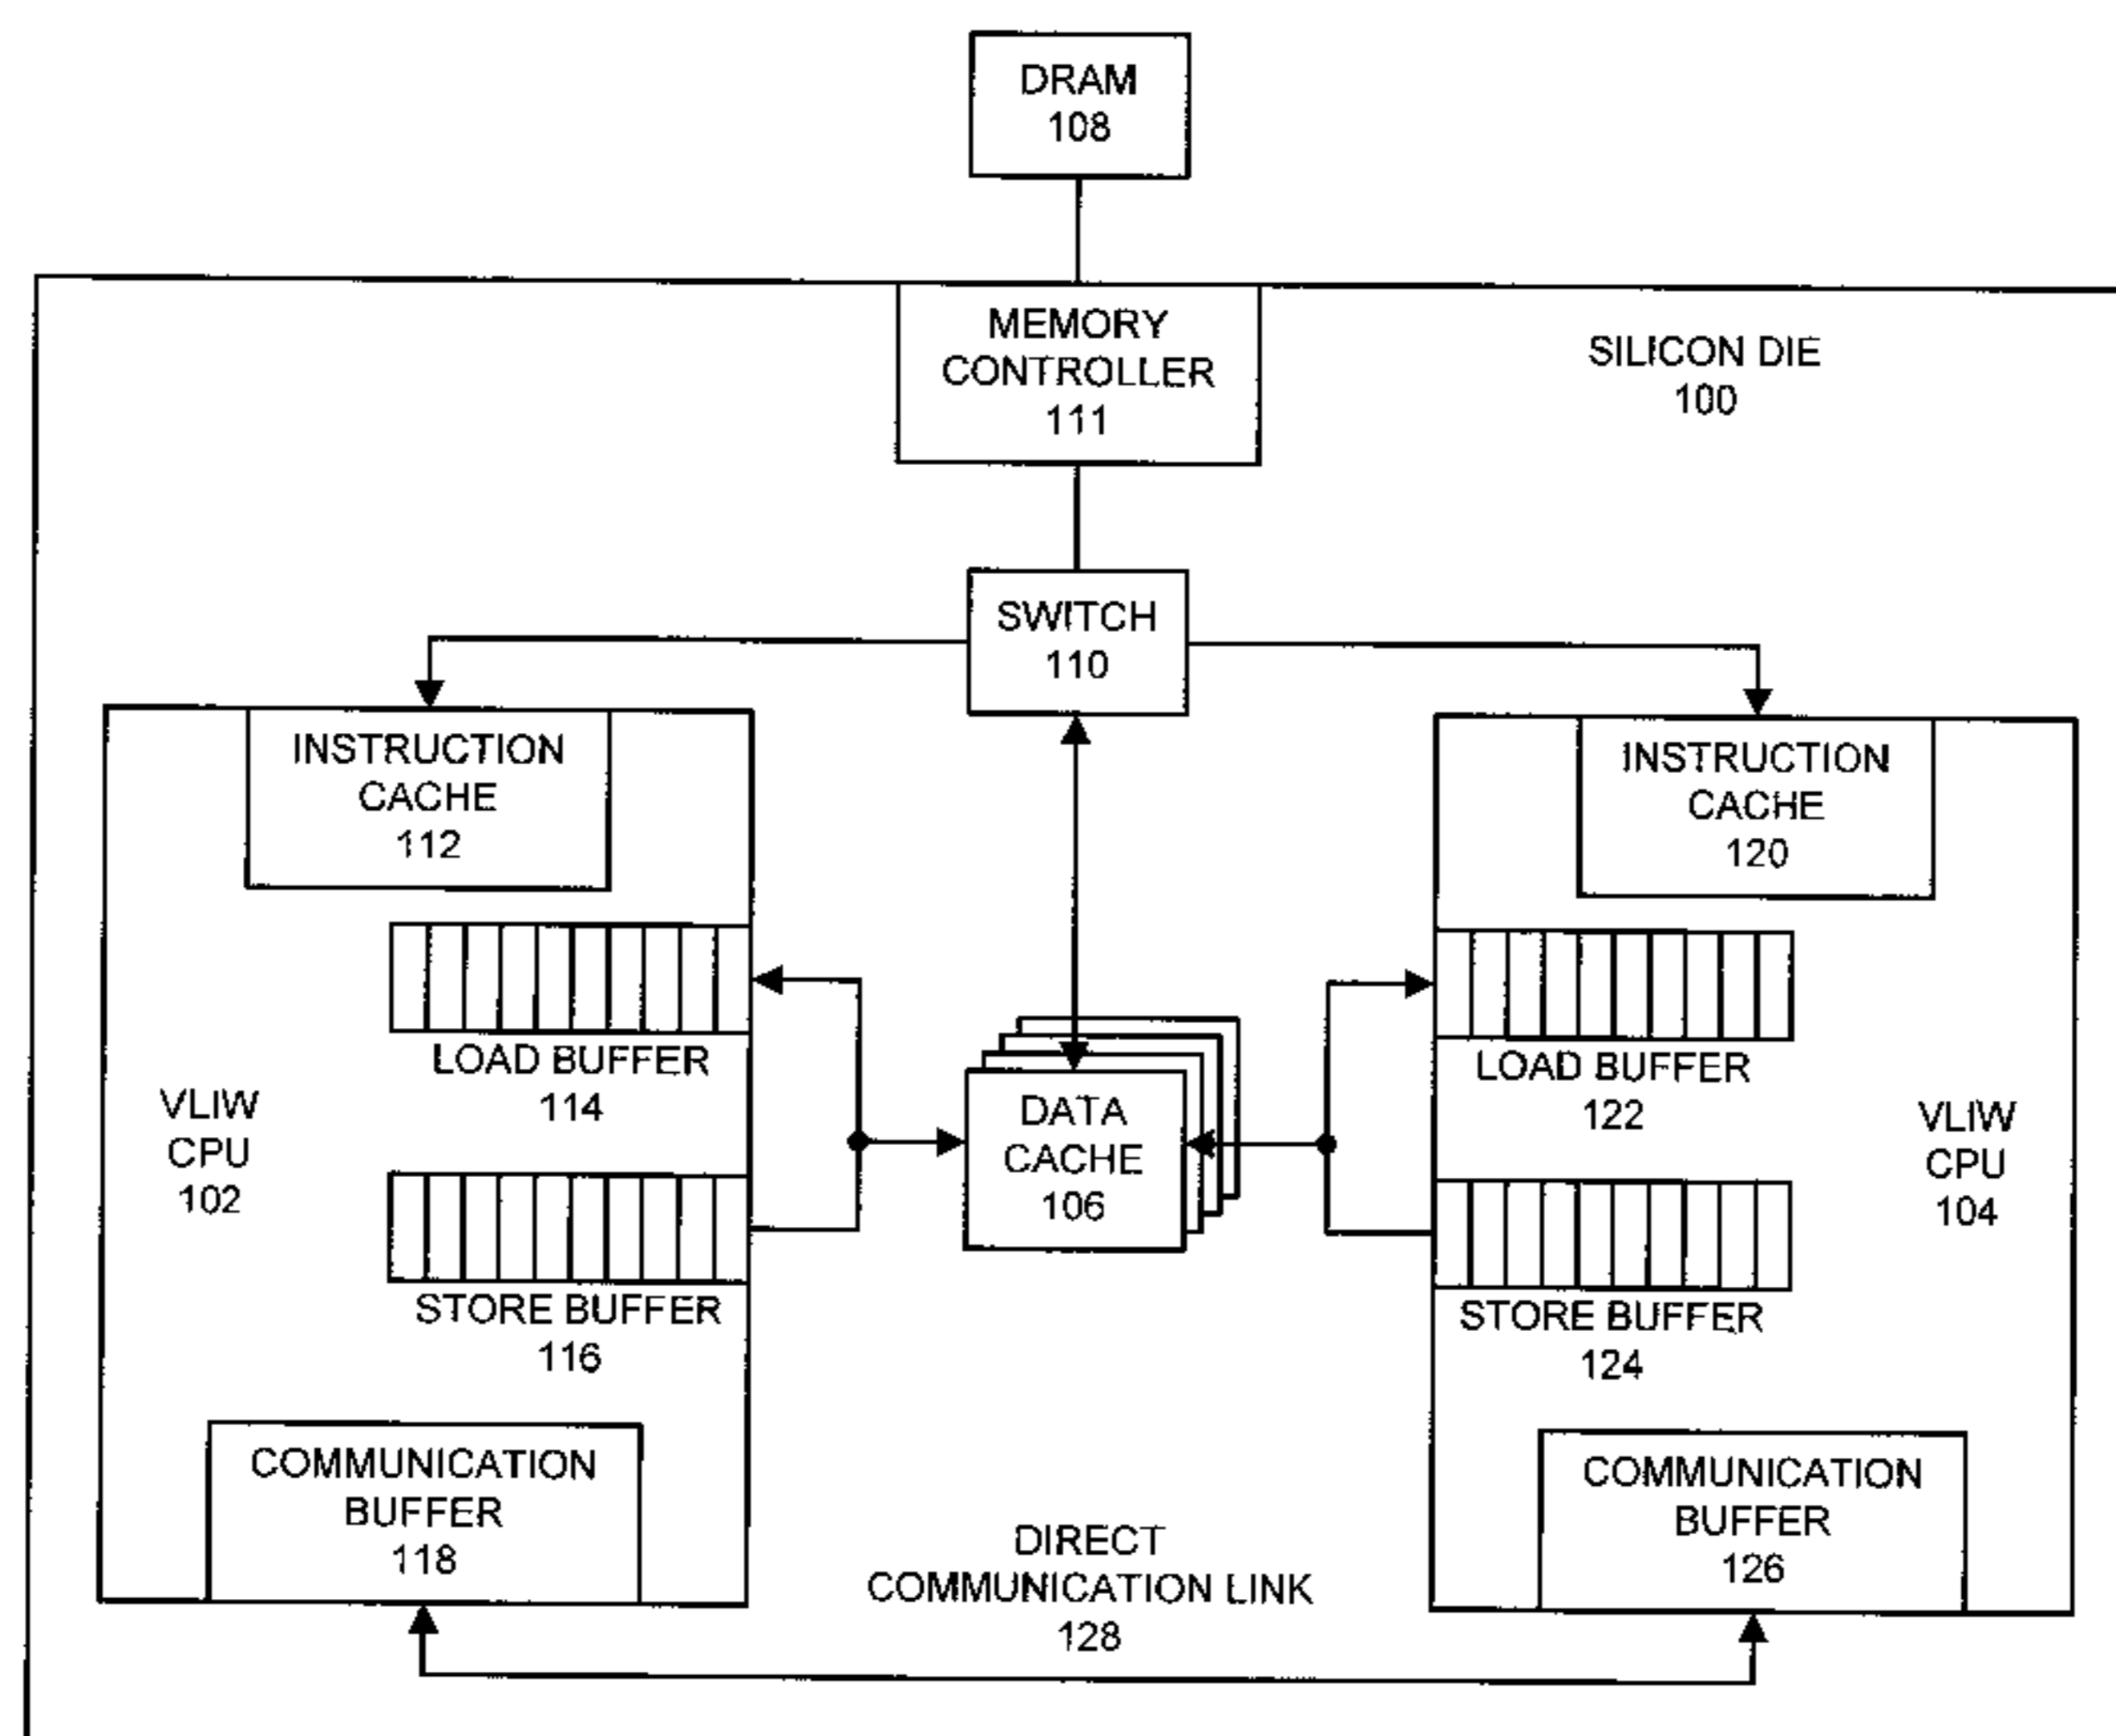 DRAM
108
MEMORY
CONTROLLER
111
SILICON DIE
100
SWITCH
110
INSTRUCTION
CACHE
112
INSTRUCTION
CACHE
120
LOAD BUFFER
114
LOAD BUFFER
122
VLIW
CPU
102
DATA
CACHE
106
VLIW
CPU
104
STORE BUFFER
116
STORE BUFFER
124
COMMUNICATION
BUFFER
118
COMMUNICATION
BUFFER
126
DIRECT
COMMUNICATION LINK
128